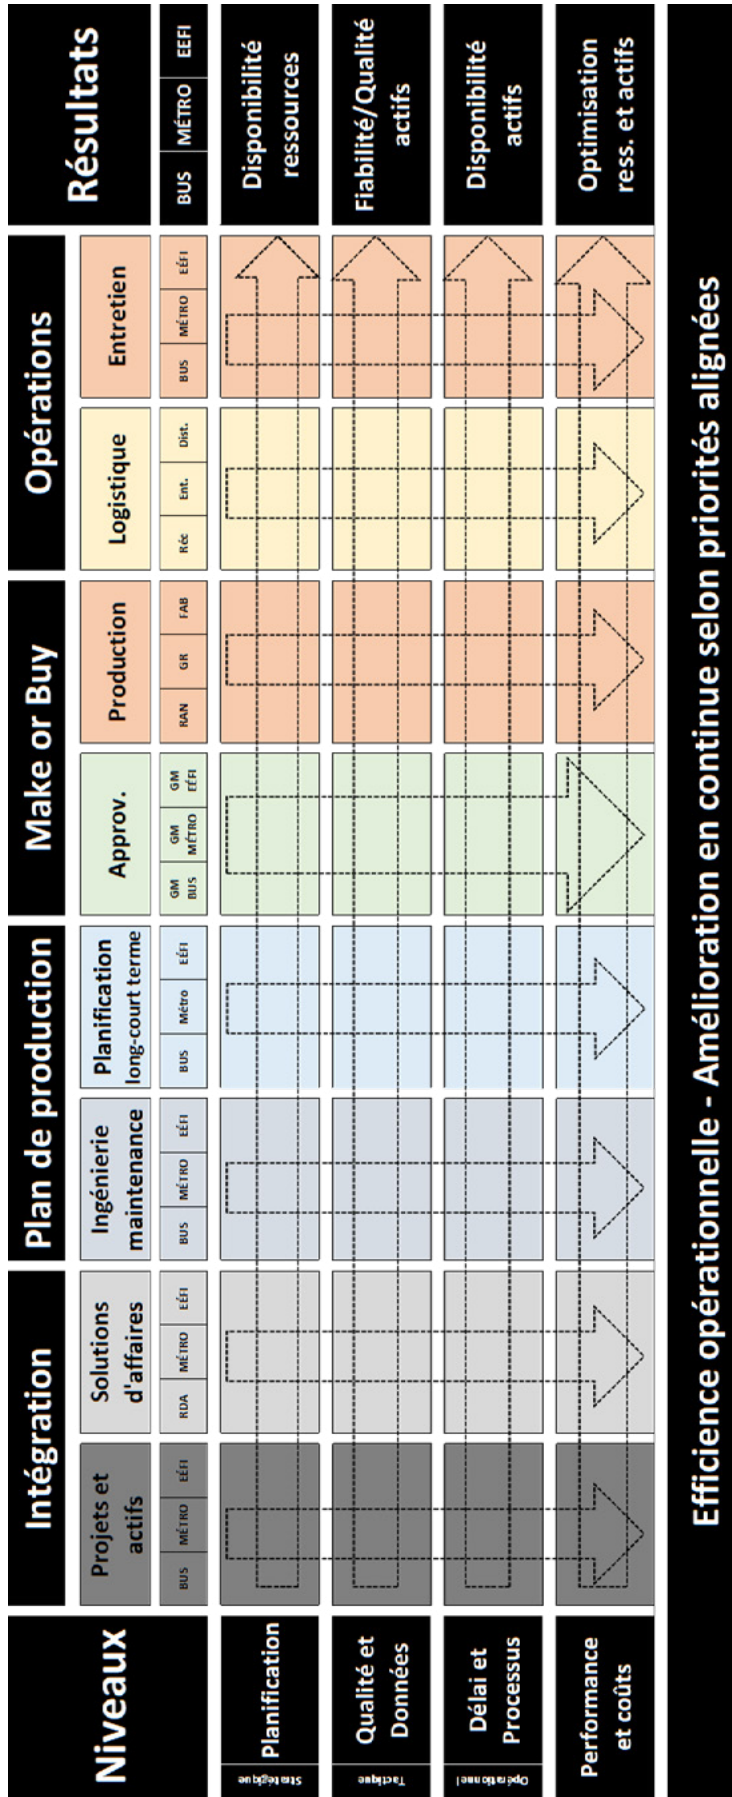 Niveaux
Intégration
Plan de production
Make or Buy
Opérations
Résultats
Projets et
actifs
Solutions
d'affaires
Ingénierie
maintenance
Planification
long-court terme
Approv.
Production
Logistique
Entretien
BUS
MÉTRO
EÉFI
RDA
MÉTRO
EÉFI
BUS
MÉTRO
EÉFI
BUS
Métro
EÉFI
GM
BUS
GM
MÉTRO
GM
EÉFI
RAN
GR
FAB
Réc
Ent.
Dist.
BUS
MÉTRO
EÉFI
BUS
MÉTRO
EEFI
Stratégique
Planification
Disponibilité
ressources
Tactique
Qualité et
Données
Fiabilité/Qualité
actifs
Opérationnel
Délai et
Processus
Disponibilité
actifs
Performance
et coûts
Optimisation
ress. et actifs
Efficience opérationnelle - Amélioration en continue selon priorités alignées